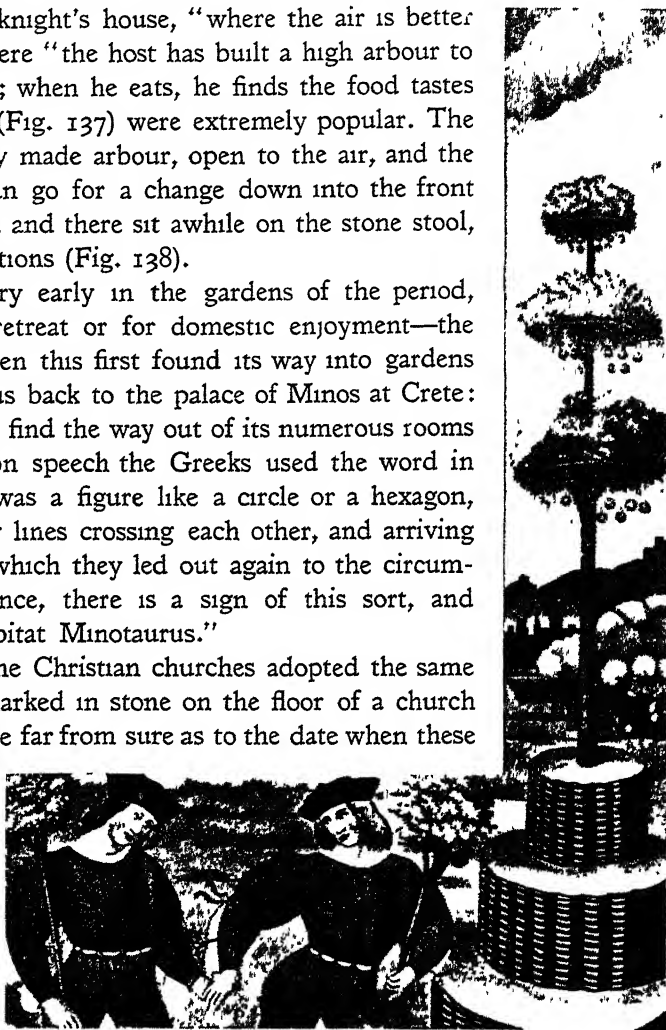 knight's house, "where the air is better
ere "the host has built a high arbour to
; when he eats, he finds the food tastes
(Fig. 137) were extremely popular. The
y made arbour, open to the air, and the
n go for a change down into the front
and there sit awhile on the stone stool,
tions (Fig. 138).
ry early in the gardens of the period,
retreat or for domestic enjoyment—the
en this first found its way into gardens
us back to the palace of Minos at Crete:
find the way out of its numerous rooms
on speech the Greeks used the word in
was a figure like a circle or a hexagon,
lines crossing each other, and arriving
which they led out again to the circum-
nce, there is a sign of this sort, and
bitat Minotaurus."
ne Christian churches adopted the same
arked in stone on the floor of a church
e far from sure as to the date when these